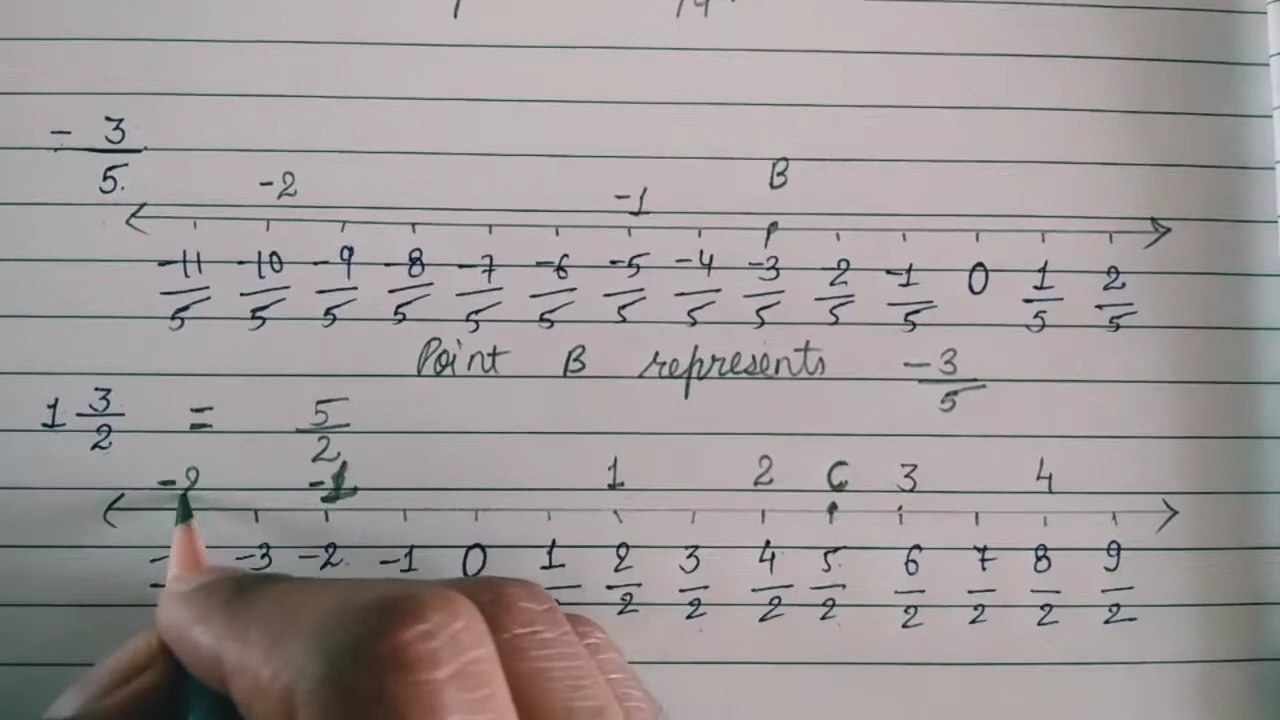 - 3
5.
-2 -1 B
-11 -10 -9 -8 -7 -6 -5 -4 -3 -2 -1 0 1 2
5 5 5 5 5 5 5 5 5 5 5 5 5
Point B represents -3
5
1 3 = 5
2 2
-2 -1 1 2 C 3 4
-3 -2 -1 0 1 2 3 4 5 6 7 8 9
2 2 2 2 2 2 2 2